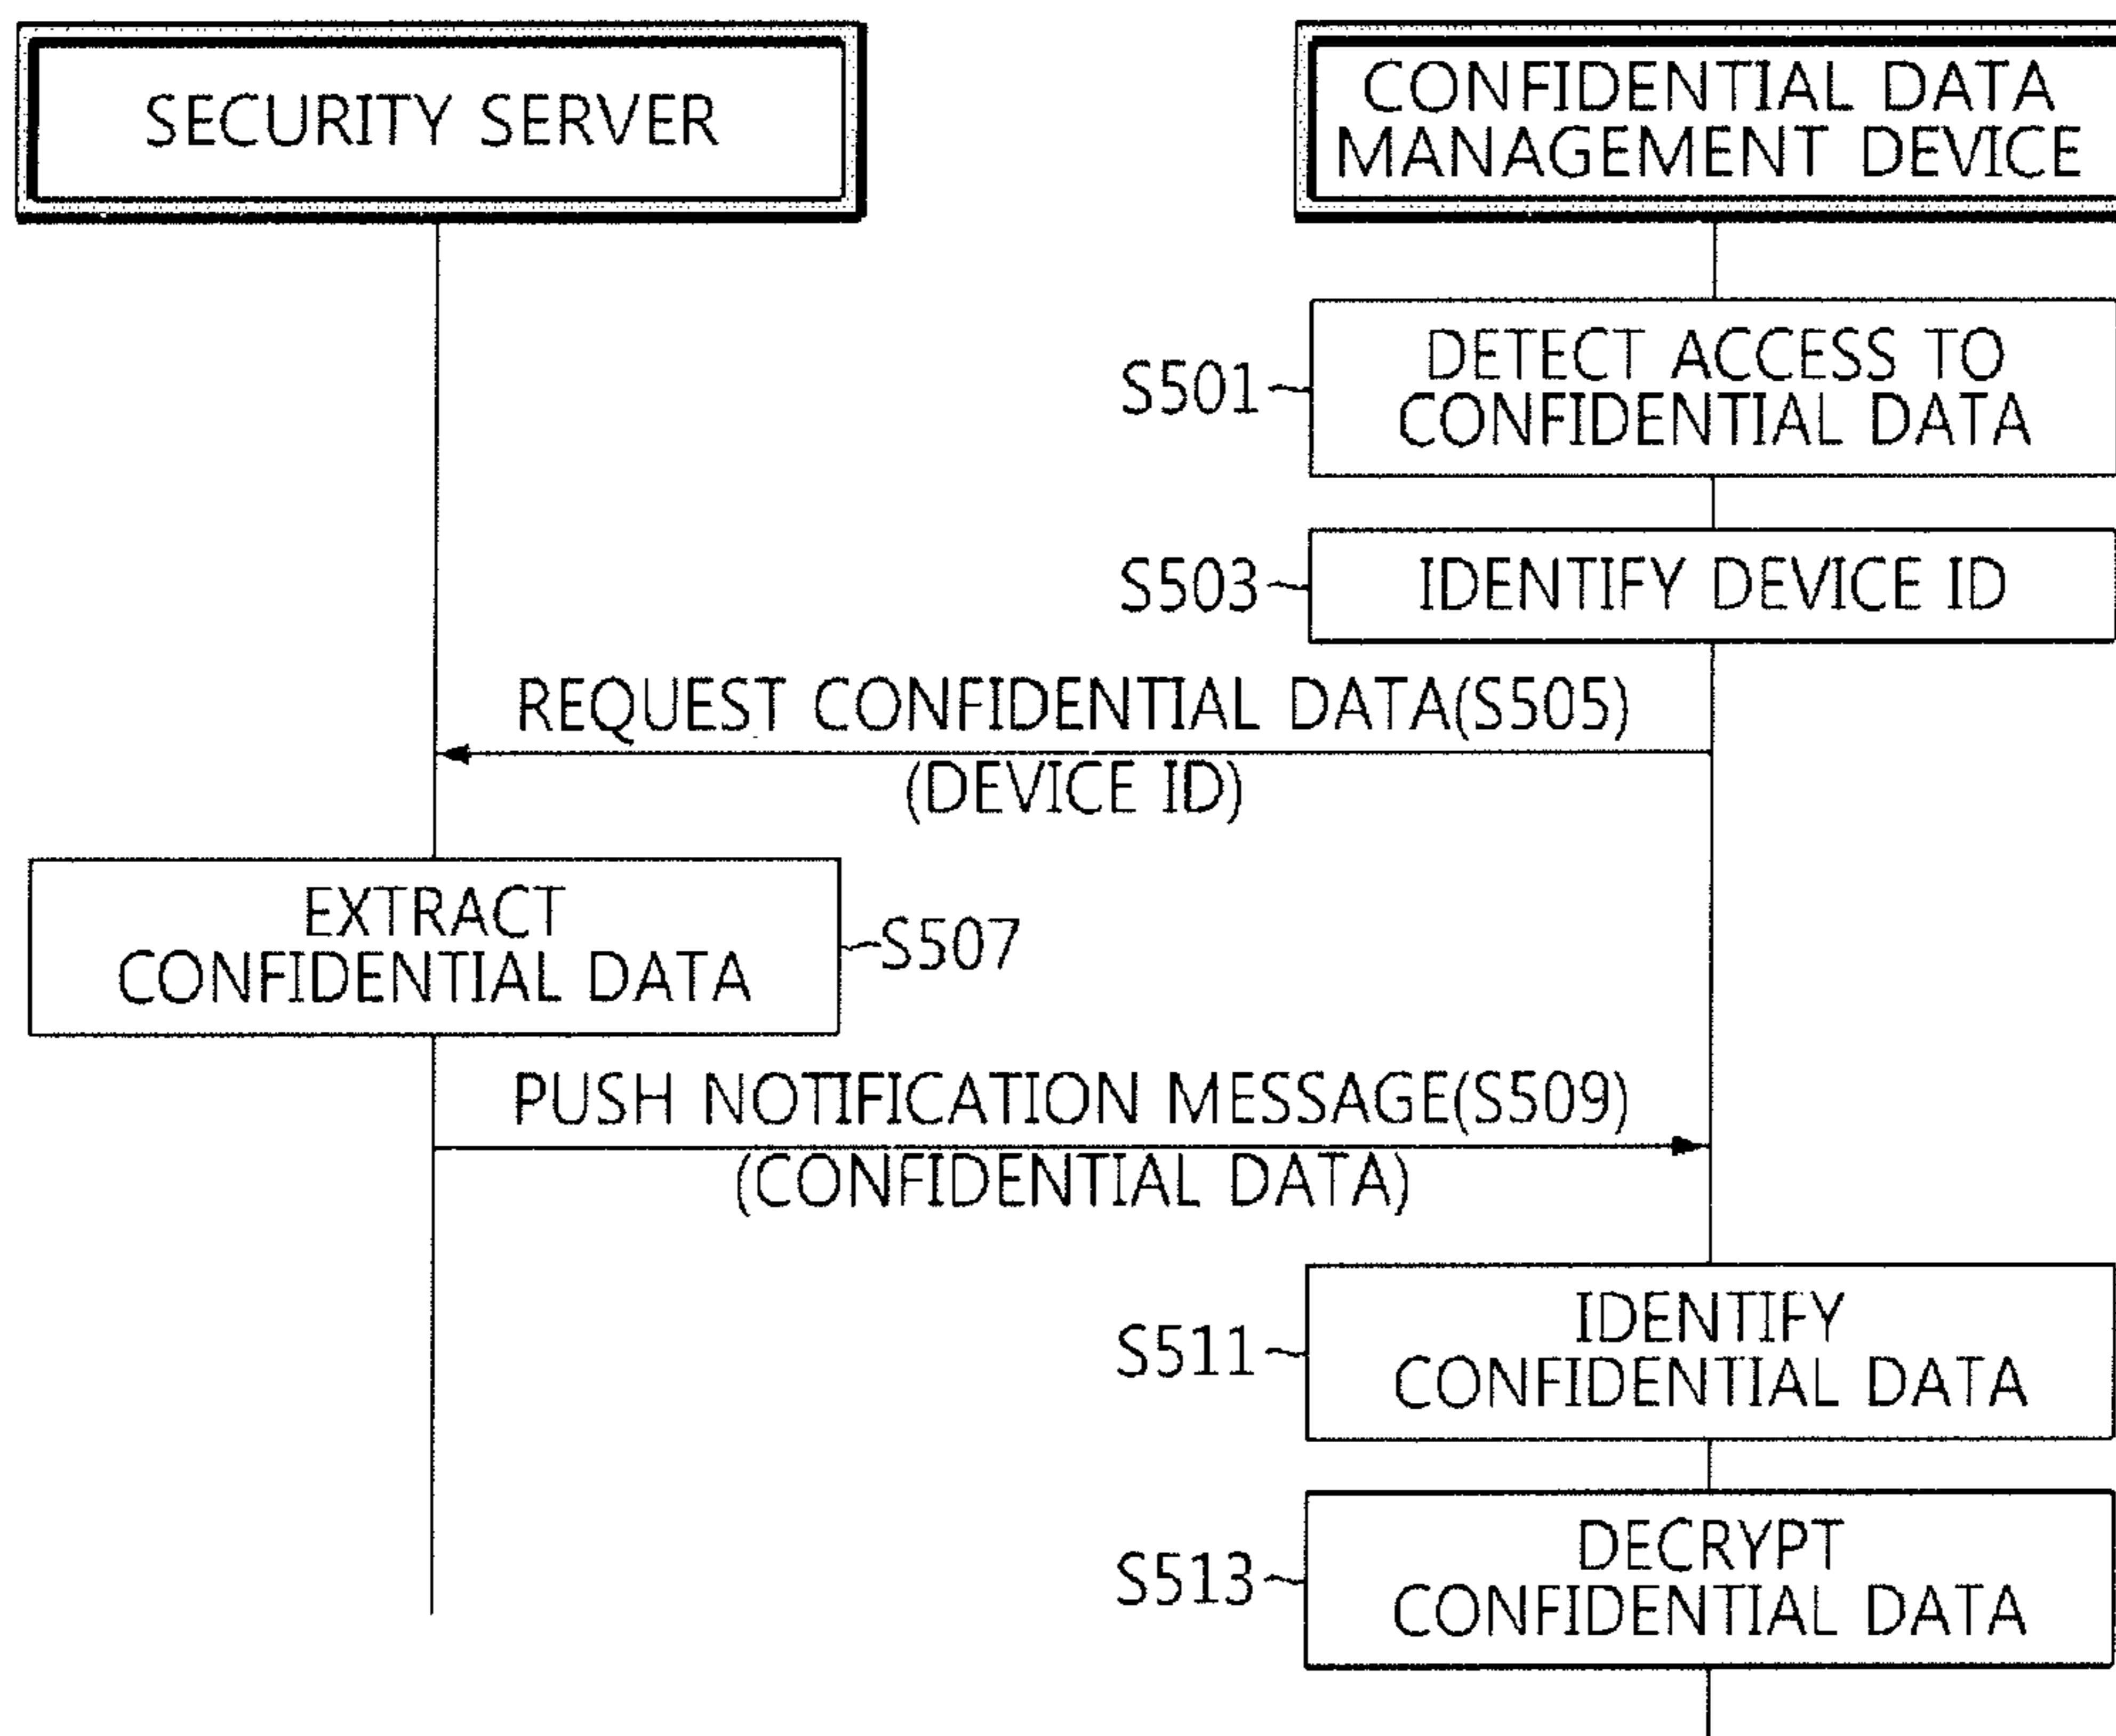 SECURITY SERVER
CONFIDENTIAL DATA
MANAGEMENT DEVICE
S501
DETECT ACCESS TO
CONFIDENTIAL DATA
S503
IDENTIFY DEVICE ID
REQUEST CONFIDENTIAL DATA(S505)
(DEVICE ID)
EXTRACT
CONFIDENTIAL DATA
S507
PUSH NOTIFICATION MESSAGE(S509)
(CONFIDENTIAL DATA)
S511
IDENTIFY
CONFIDENTIAL DATA
S513
DECRYPT
CONFIDENTIAL DATA